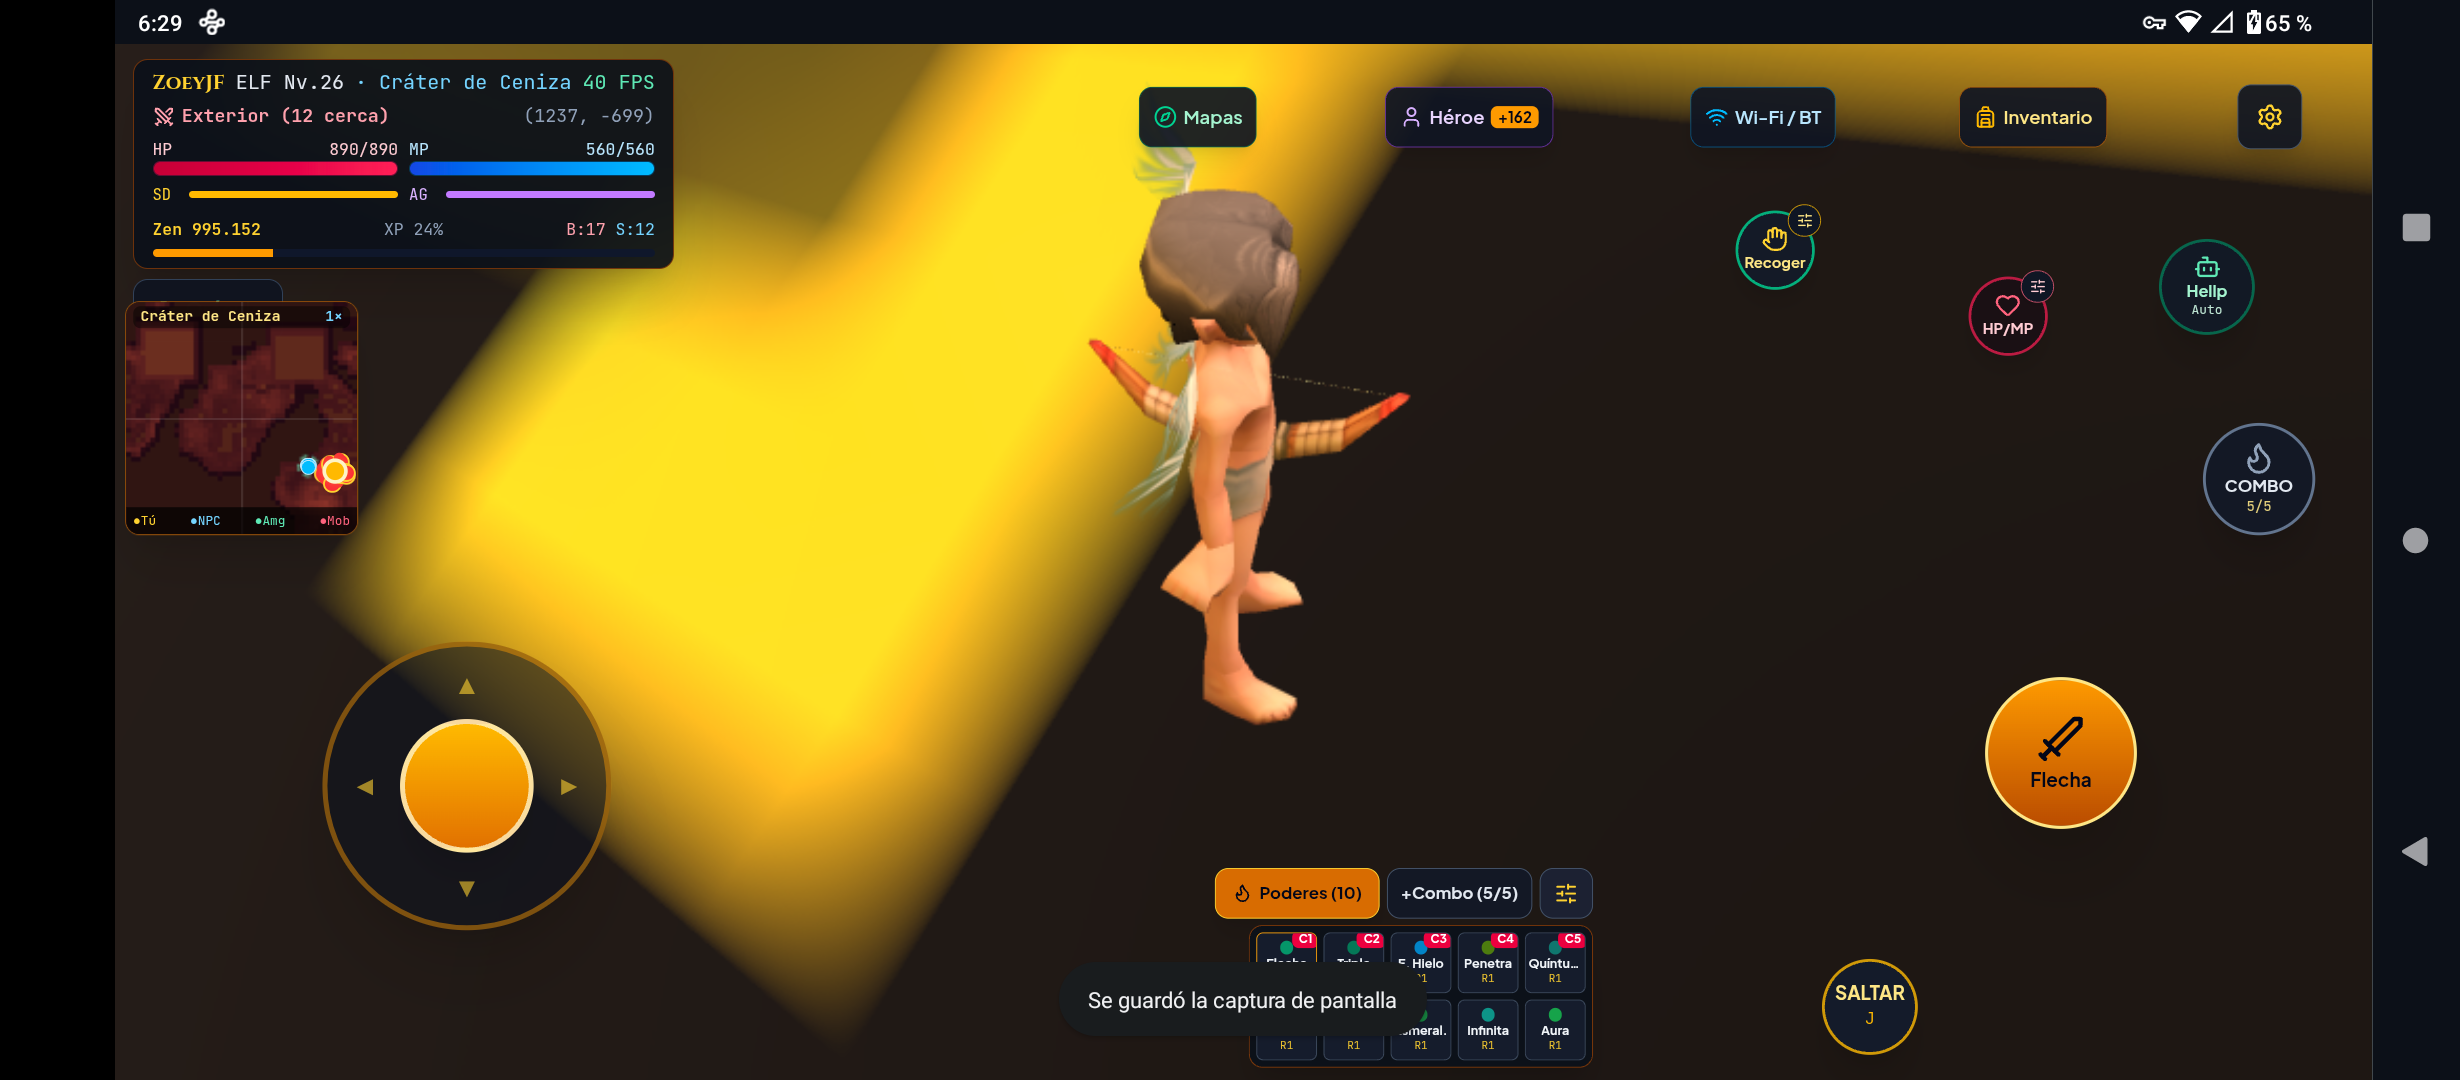 6:29
65 %
ZoeyJF ELF Nv.26 · Cráter de Ceniza 40 FPS
Exterior (12 cerca) (1237, -699)
HP 890/890 MP 560/560
SD AG
Zen 995.152 XP 24% B:17 S:12
Mapas
Héroe +162
Wi-Fi / BT
Inventario
Recoger
HP/MP
Hellp
Auto
Cráter de Ceniza 1×
Tú NPC Amg Mob
COMBO
5/5
Flecha
Poderes (10) +Combo (5/5)
C1 C2 C3 C4 C5
Hielo Penetra Quíntu...
R1 R1
Se guardó la captura de pantalla
Infinita Aura
R1 R1 R1 R1 R1
SALTAR
J